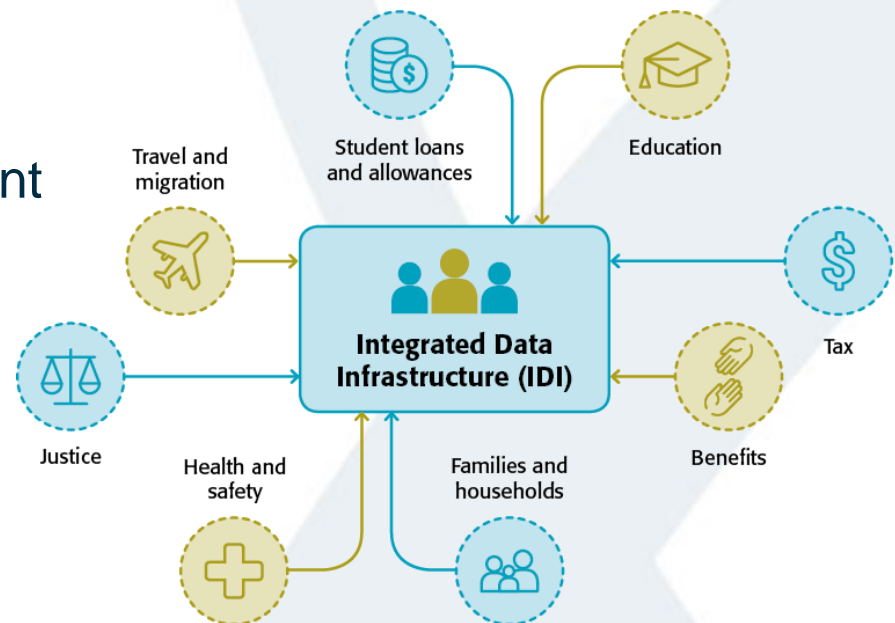 Student loans
and allowances
Education
Travel and
migration
nt
Integrated Data
Infrastructure (IDI)
Tax
Justice
Benefits
Health and
safety
Families and
households
$
$